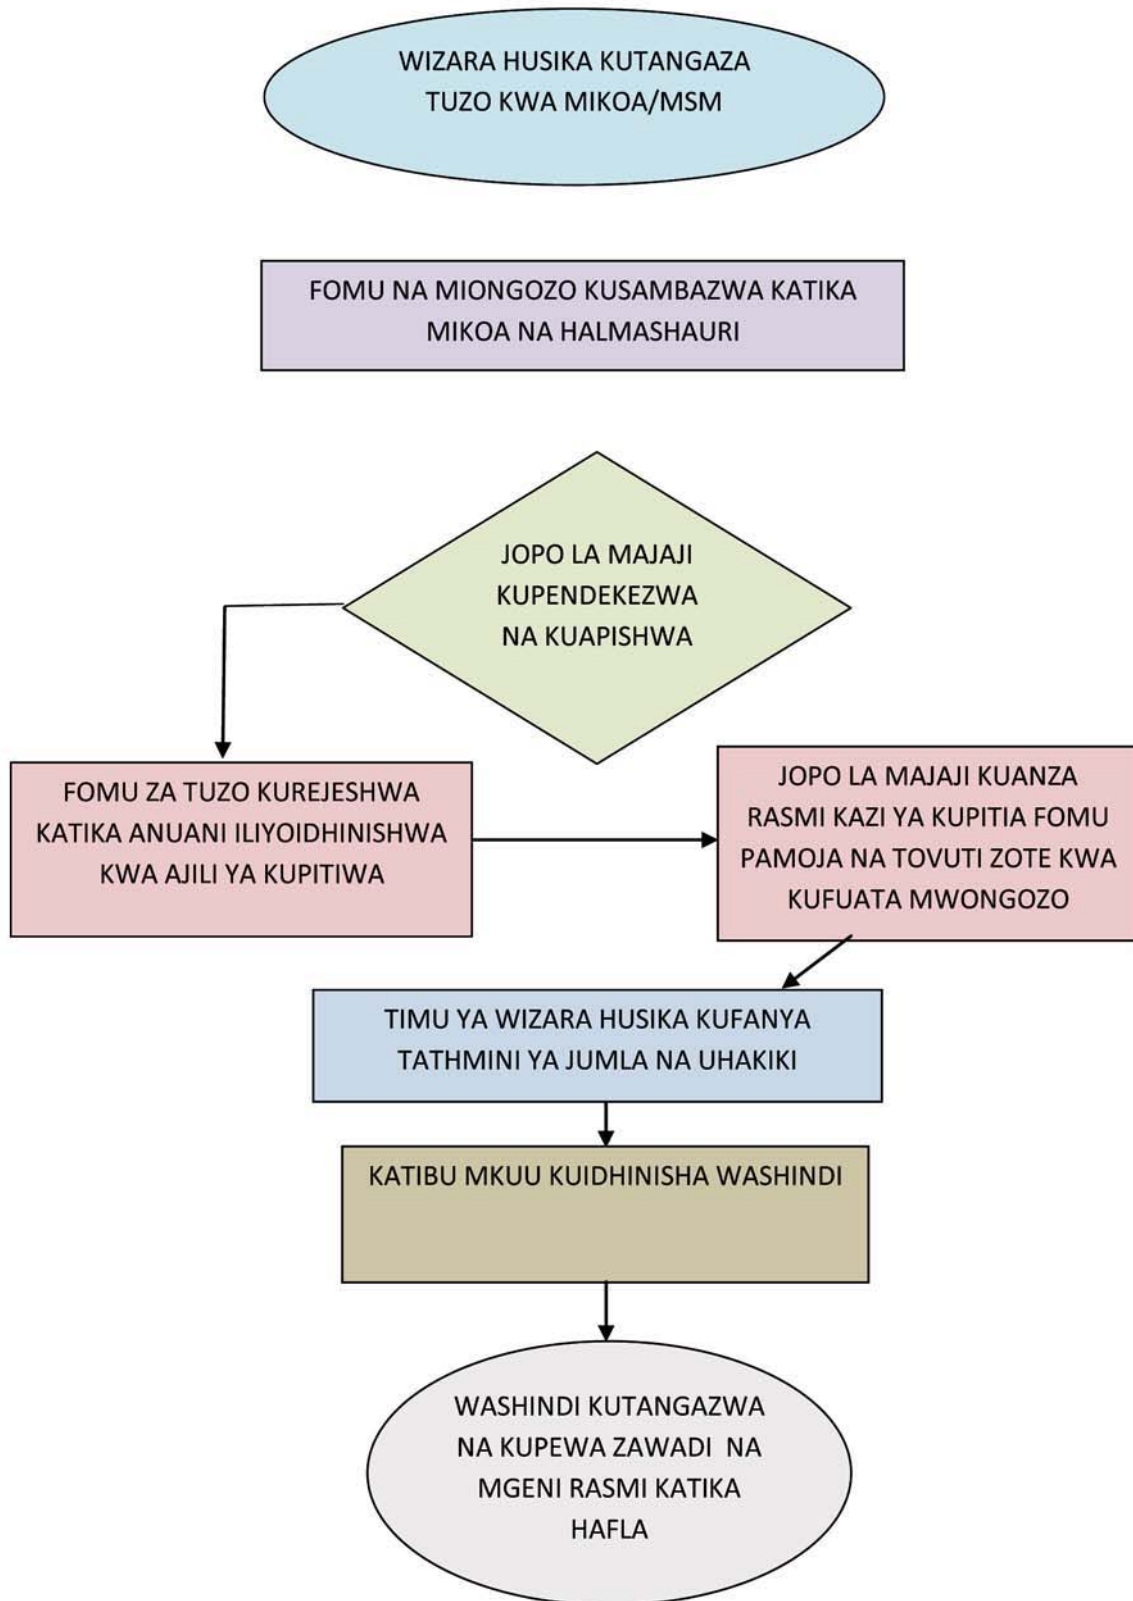 WIZARA HUSIKA KUTANGAZA
TUZO KWA MIKOA/MSM
FOMU NA MIONGOZO KUSAMBAZWA KATIKA
MIKOA NA HALMASHAURI
JOPO LA MAJAJI
KUPENDEKEZWA
NA KUAPISHWA
FOMU ZA TUZO KUREJESHWA
KATIKA ANUANI ILIYOIDHINISHWA
KWA AJILI YA KUPITIWA
JOPO LA MAJAJI KUANZA
RASMI KAZI YA KUPITIA FOMU
PAMOJA NA TOVUTI ZOTE KWA
KUFUATA MWONGOZO
TIMU YA WIZARA HUSIKA KUFANYA
TATHMINI YA JUMLA NA UHAKIKI
KATIBU MKUU KUIDHINISHA WASHINDI
WASHINDI KUTANGAZWA
NA KUPEWA ZAWADI NA
MGENI RASMI KATIKA
HAFLA